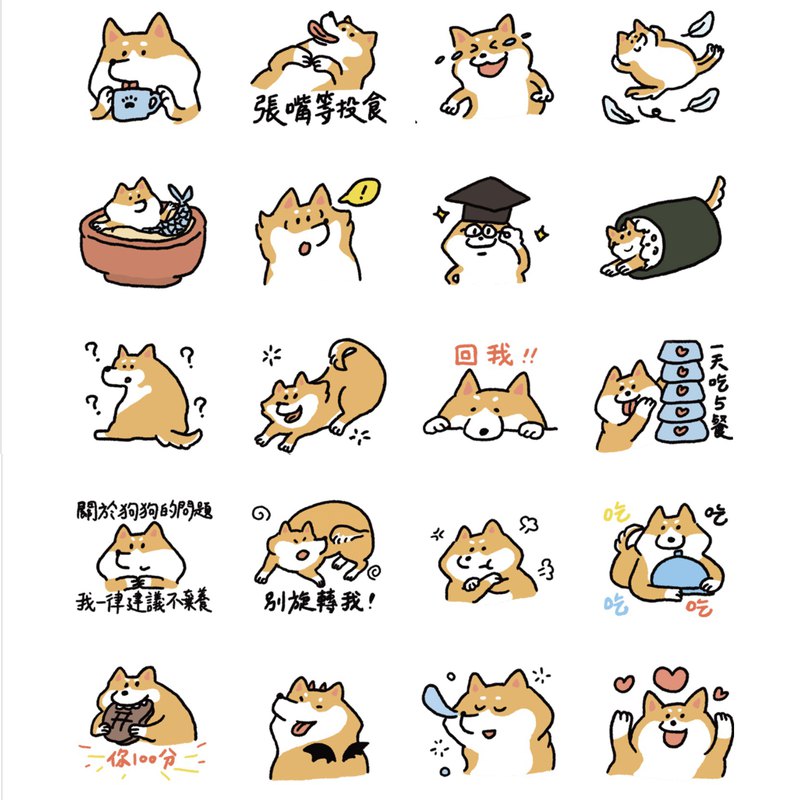 張嘴等投食
!
? ? ? ?
回我!!
一天吃5餐
關於狗狗的問題
我一律建議不棄養
別旋轉我!
吃 吃
吃 吃
你100分